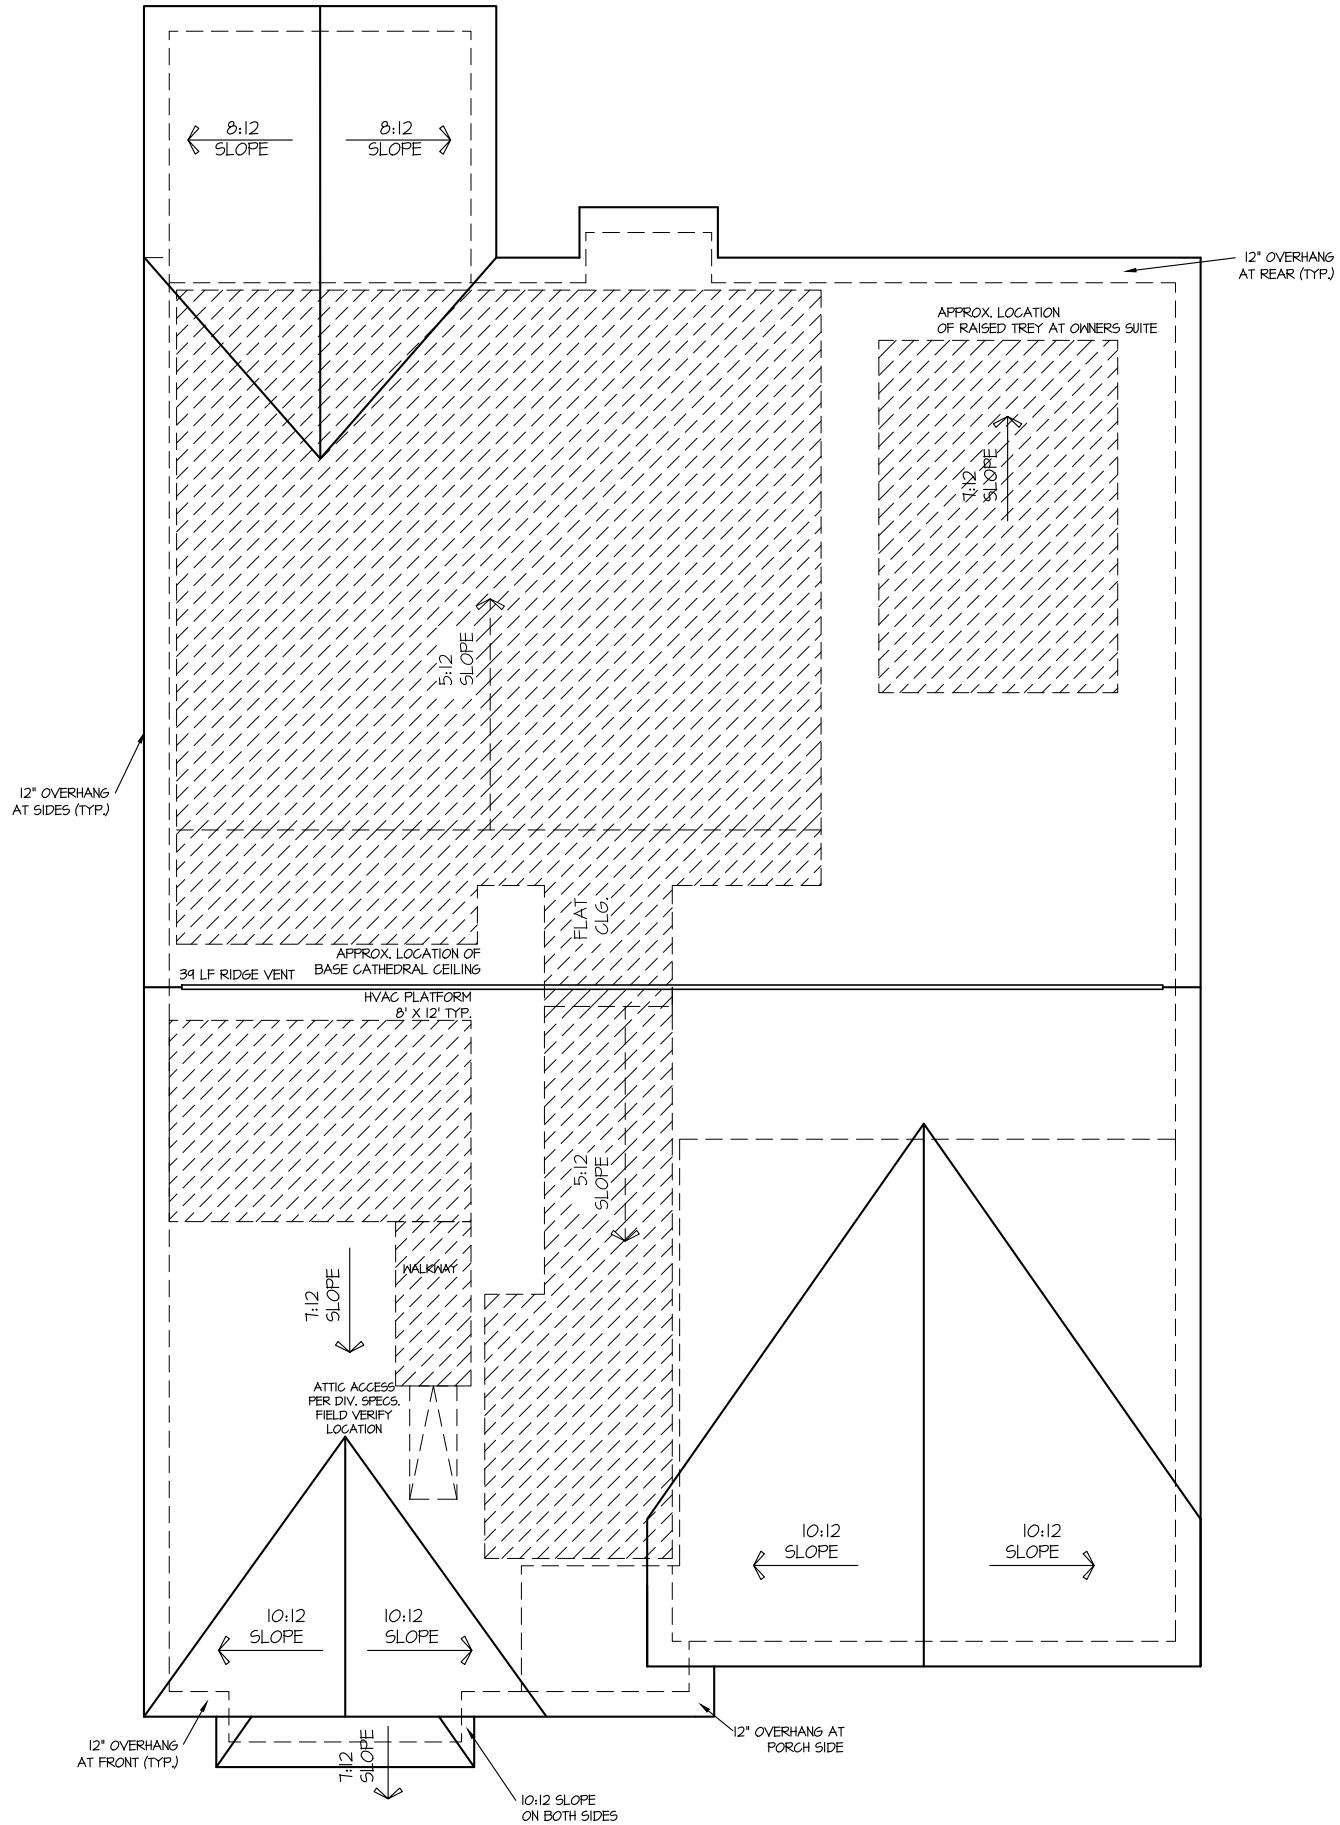 8:12
SLOPE
8:12
SLOPE
12" OVERHANG
AT REAR (TYP.)
APPROX. LOCATION
OF RAISED TREY AT OWNERS SUITE
7:12
SLOPE
5:12
SLOPE
12" OVERHANG
AT SIDES (TYP.)
FLAT
CLG.
APPROX. LOCATION OF
BASE CATHEDRAL CEILING
39 LF RIDGE VENT
HVAC PLATFORM
8' X 12' TYP.
5:12
SLOPE
WALKWAY
7:12
SLOPE
ATTIC ACCESS
PER DIV. SPECS.
FIELD VERIFY
LOCATION
10:12
SLOPE
10:12
SLOPE
10:12
SLOPE
10:12
SLOPE
12" OVERHANG
AT FRONT (TYP.)
7:12
SLOPE
12" OVERHANG AT
PORCH SIDE
10:12 SLOPE
ON BOTH SIDES